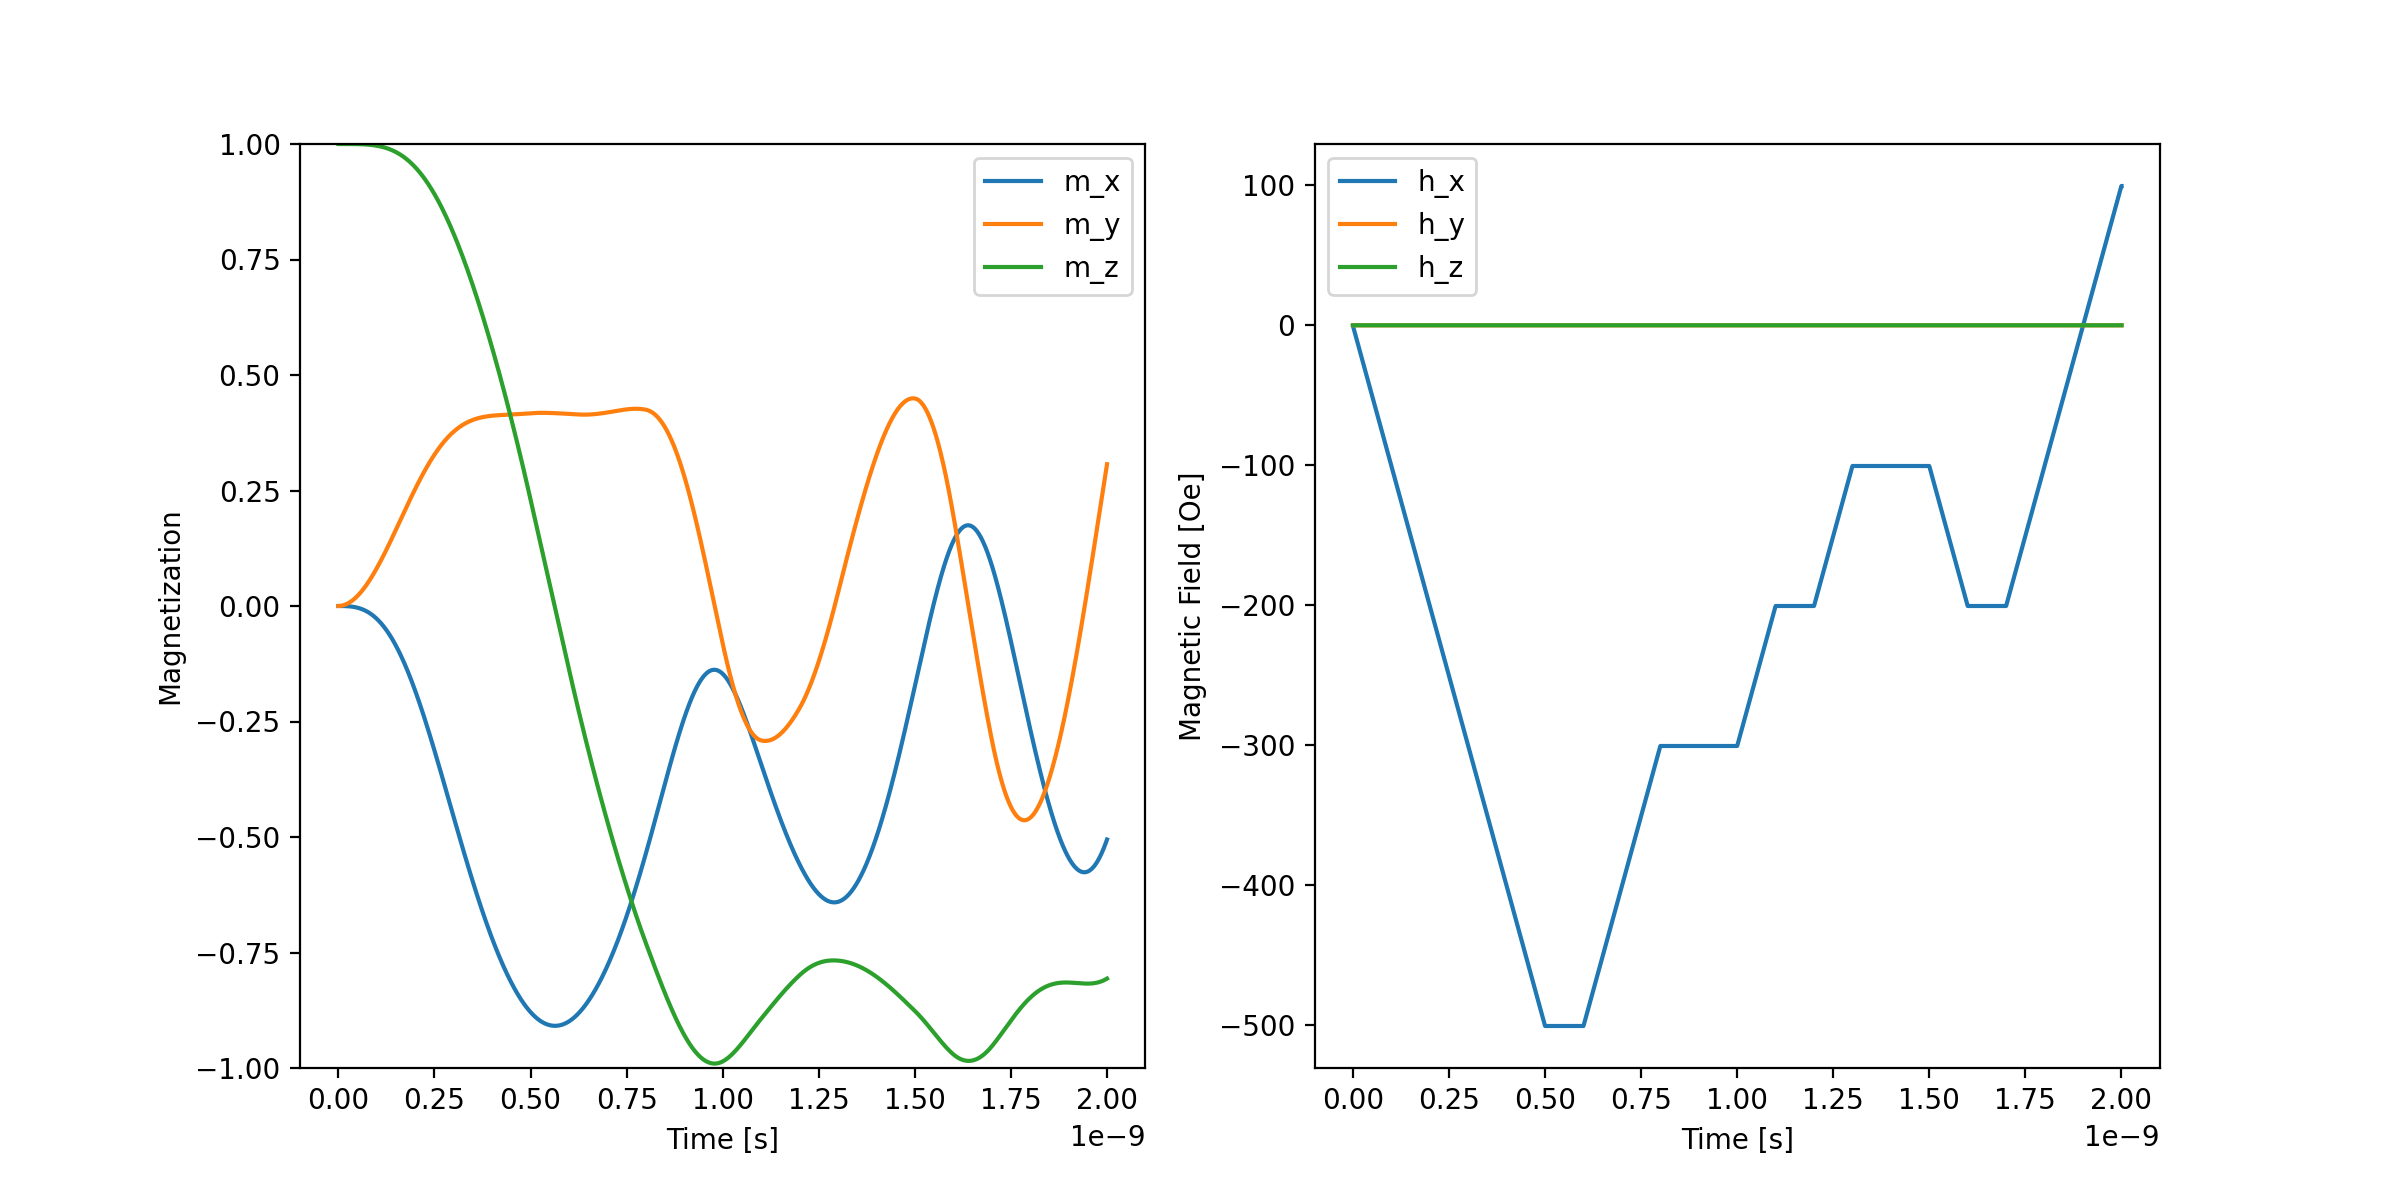 1.00
0.75
0.50
0.25
0.00
−0.25
−0.50
−0.75
−1.00
Magnetization
m_x
m_y
m_z
0.00 0.25 0.50 0.75 1.00 1.25 1.50 1.75 2.00
Time [s]
1e−9
100
0
−100
−200
−300
−400
−500
Magnetic Field [Oe]
h_x
h_y
h_z
0.00 0.25 0.50 0.75 1.00 1.25 1.50 1.75 2.00
Time [s]
1e−9